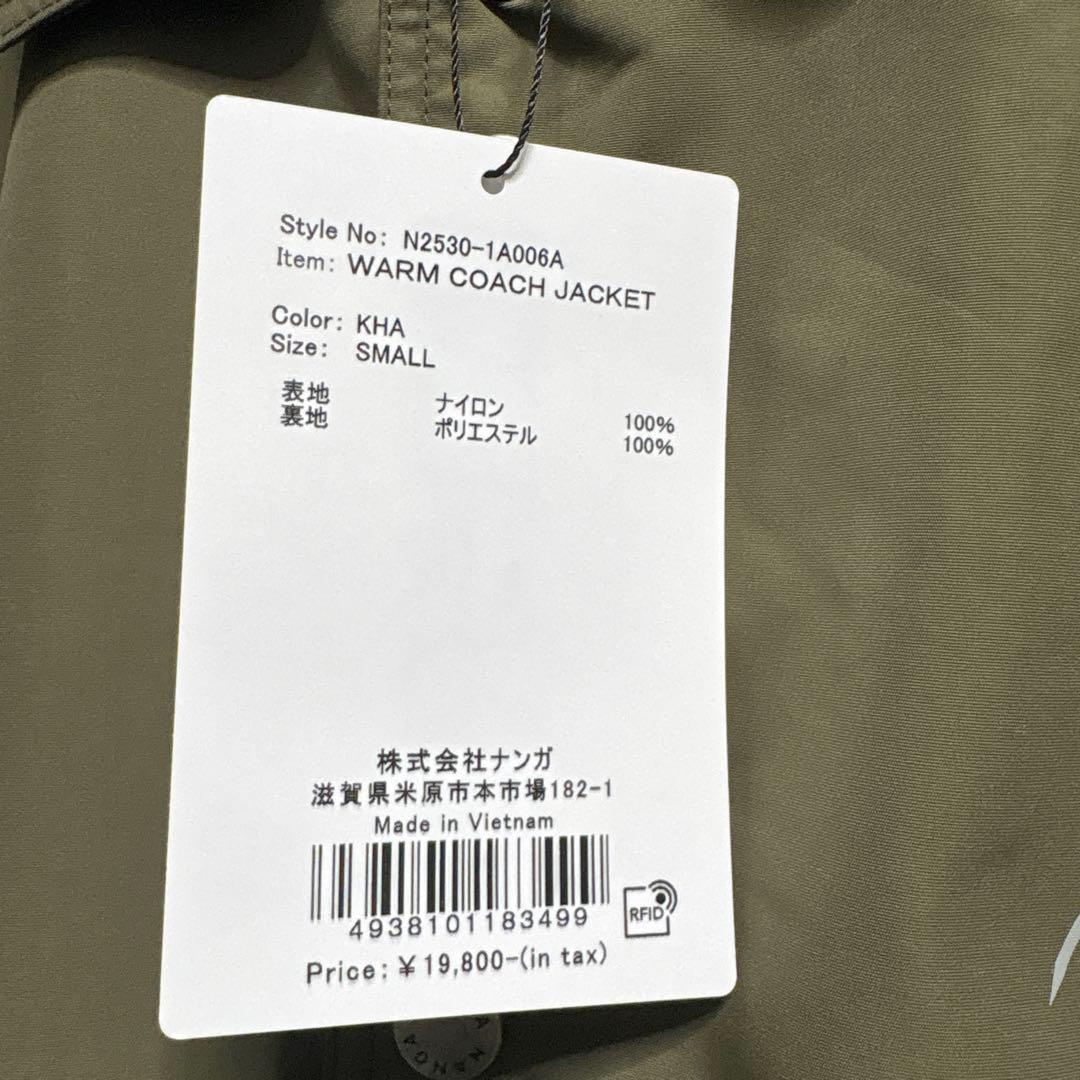 Style No: N2530-1A006A
Item: WARM COACH JACKET
Color: KHA
Size: SMALL
表地 ナイロン 100%
裏地 ポリエステル 100%
株式会社ナンガ
滋賀県米原市本市場182-1
Made in Vietnam
4938101183499
RFID
Price: ¥19,800-(in tax)
NANGA